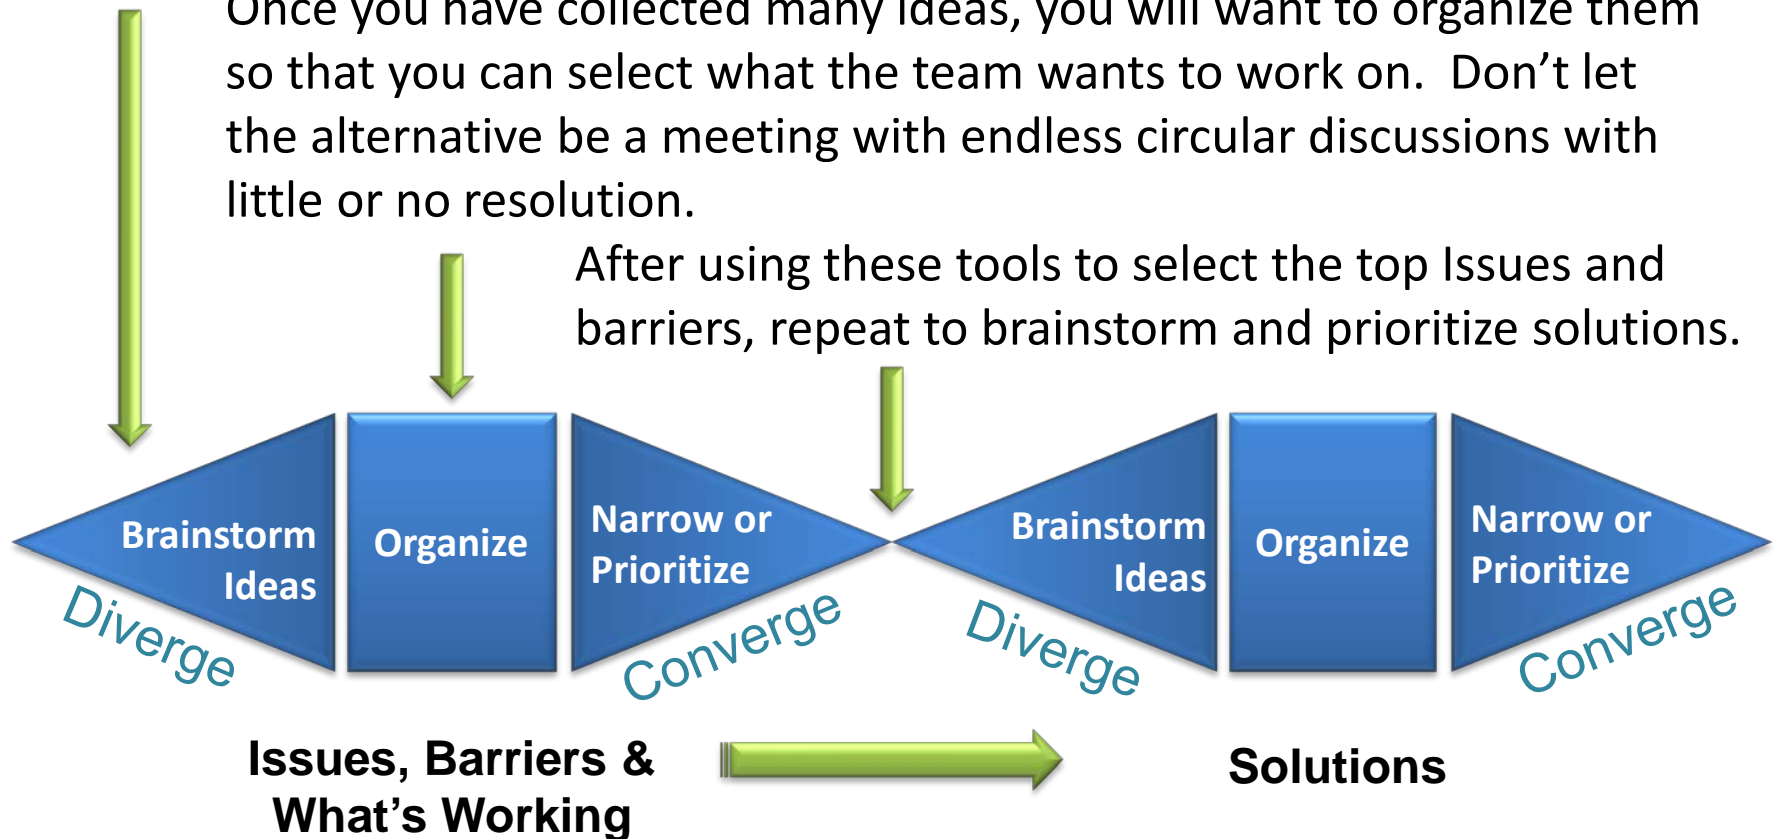 Once you have collected many ideas, you will want to organize them
so that you can select what the team wants to work on.  Don’t let
the alternative be a meeting with endless circular discussions with
little or no resolution.
After using these tools to select the top Issues and
barriers, repeat to brainstorm and prioritize solutions.
Brainstorm
Ideas
Organize
Narrow or
Prioritize
Brainstorm
Ideas
Organize
Narrow or
Prioritize
Diverge
Converge
Diverge
Converge
Issues, Barriers &
What’s Working
Solutions